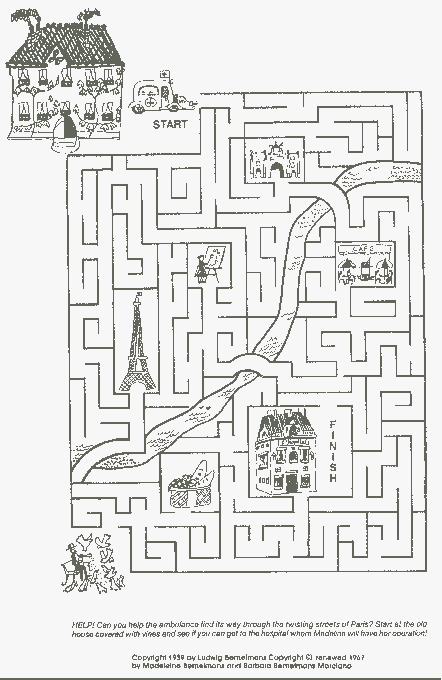 START
CAFE
FINISH
HELP! Can you help the ambulance find its way through the twisting streets of Paris? Start at the old
house covered with vines and see if you can get to the hospital whom Madeline will have her operation!
Copyright 1939 by Ludwig Bemelmans Copyright © renewed 1967
by Madeleine Bemelmans and Barbara Bemelmans Marciano